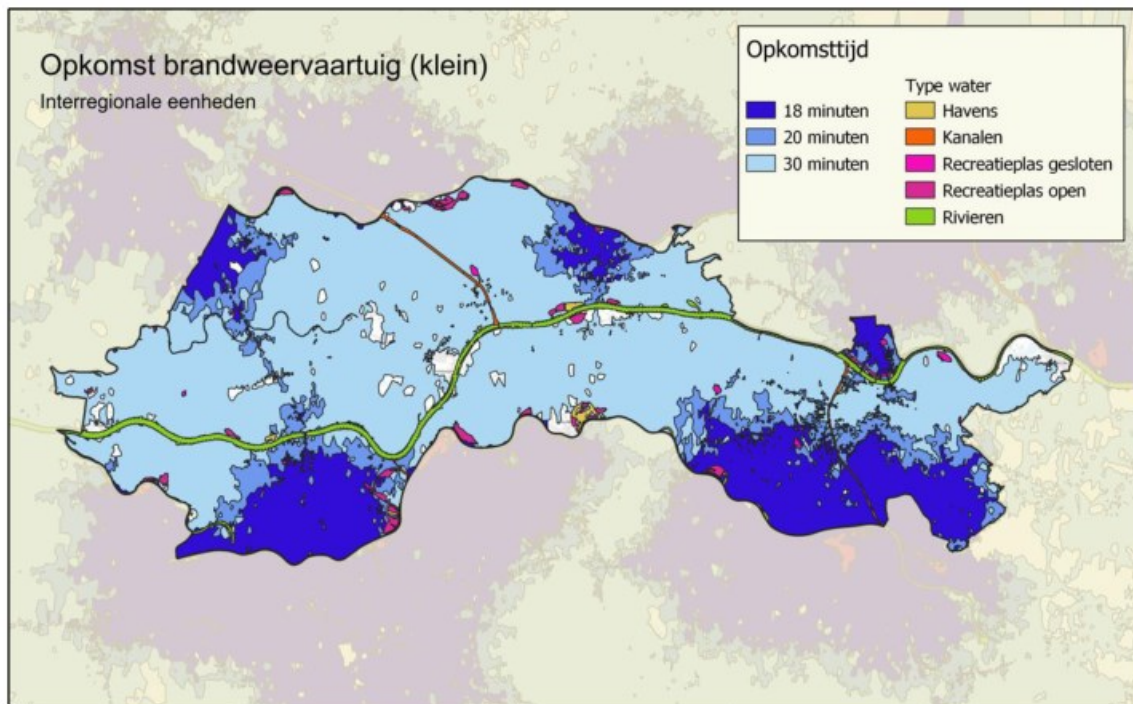 Opkomst brandweervaartuig (klein)
Interregionale eenheden
Opkomsttijd
18 minuten
20 minuten
30 minuten
Type water
Havens
Kanalen
Recreatieplas gesloten
Recreatieplas open
Rivieren